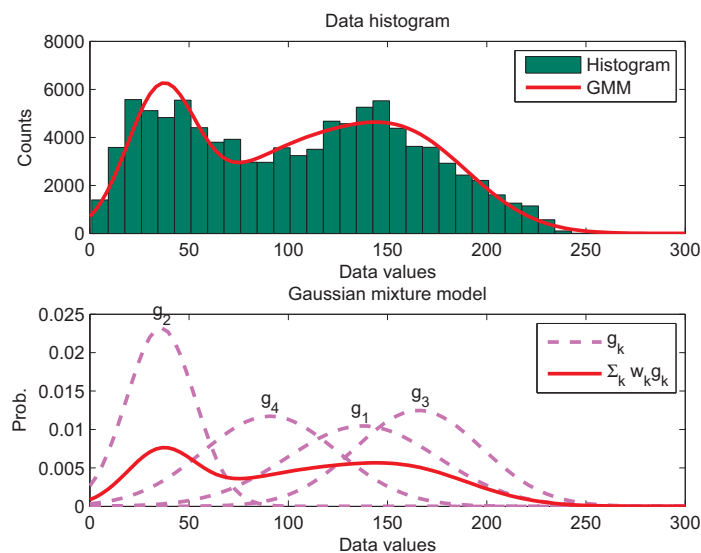 Data histogram
8000
6000
4000
2000
0
Counts
Histogram
GMM
0 50 100 150 200 250 300
Data values
Gaussian mixture model
0.025
0.02
0.015
0.01
0.005
0
Prob.
g2
g4
g1
g3
gk
Σk wkgk
0 50 100 150 200 250 300
Data values